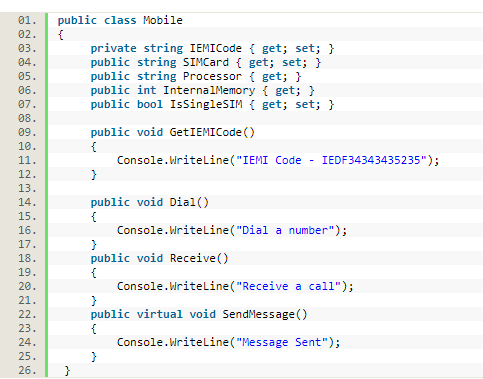 01. public class Mobile
02. {
03.     private string IEMICode { get; set; }
04.     public string SIMCard { get; set; }
05.     public string Processor { get; }
06.     public int InternalMemory { get; }
07.     public bool IsSingleSIM { get; set; }
08.
09.     public void GetIEMICode()
10.     {
11.         Console.WriteLine("IEMI Code - IEDF34343435235");
12.     }
13.
14.     public void Dial()
15.     {
16.         Console.WriteLine("Dial a number");
17.     }
18.     public void Receive()
19.     {
20.         Console.WriteLine("Receive a call");
21.     }
22.     public virtual void SendMessage()
23.     {
24.         Console.WriteLine("Message Sent");
25.     }
26. }